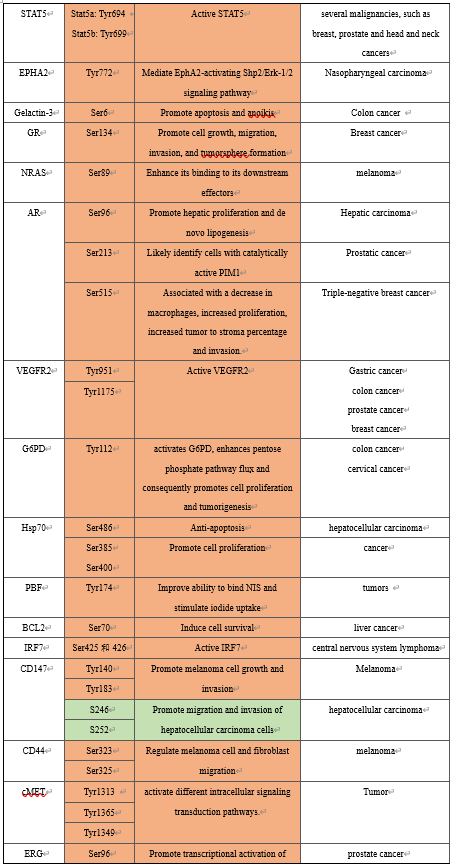 STAT5 Stat5a: Tyr694 Active STAT5 several malignancies, such as
Stat5b: Tyr699 breast, prostate and head and neck
cancers
EPHA2 Tyr772 Mediate EphA2-activating Shp2/Erk-1/2 Nasopharyngeal carcinoma
signaling pathway
Gelactin-3 Ser6 Promote apoptosis and anoikis Colon cancer
GR Ser134 Promote cell growth, migration, Breast cancer
invasion, and tumorsphere formation
NRAS Ser89 Enhance its binding to its downstream melanoma
effectors
AR Ser96 Promote hepatic proliferation and de Hepatic carcinoma
novo lipogenesis
Ser213 Likely identify cells with catalytically Prostatic cancer
active PIM1
Ser515 Associated with a decrease in Triple-negative breast cancer
macrophages, increased proliferation,
increased tumor to stroma percentage
and invasion.
VEGFR2 Tyr951 Active VEGFR2 Gastric cancer
Tyr1175 colon cancer
prostate cancer
breast cancer
G6PD Tyr112 activates G6PD, enhances pentose colon cancer
phosphate pathway flux and cervical cancer
consequently promotes cell proliferation
and tumorigenesis
Hsp70 Ser486 Anti-apoptosis hepatocellular carcinoma
Ser385 Promote cell proliferation cancer
Ser400
PBF Tyr174 Improve ability to bind NIS and tumors
stimulate iodide uptake
BCL2 Ser70 Induce cell survival liver cancer
IRF7 Ser425 和 426 Active IRF7 central nervous system lymphoma
CD147 Tyr140 Promote melanoma cell growth and Melanoma
Tyr183 invasion
S246 Promote migration and invasion of hepatocellular carcinoma
S252 hepatocellular carcinoma cells
CD44 Ser323 Regulate melanoma cell and fibroblast melanoma
Ser325 migration
cMET Tyr1313 activate different intracellular signaling Tumor
Tyr1365 transduction pathways.
Tyr1349
ERG Ser96 Promote transcriptional activation of prostate cancer